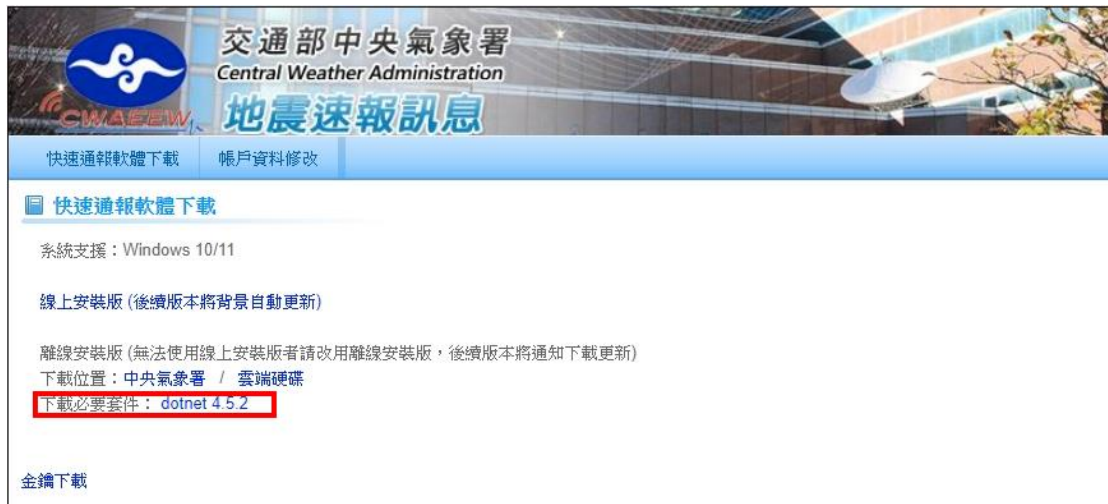 交通部中央氣象署
Central Weather Administration
CWAEEW
地震速報訊息
快速通報軟體下載 帳戶資料修改
快速通報軟體下載
系統支援：Windows 10/11
線上安裝版 (後續版本將背景自動更新)
離線安裝版 (無法使用線上安裝版者請改用離線安裝版，後續版本將通知下載更新)
下載位置：中央氣象署 / 雲端硬碟
下載必要套件： dotnet 4.5.2
金鑰下載